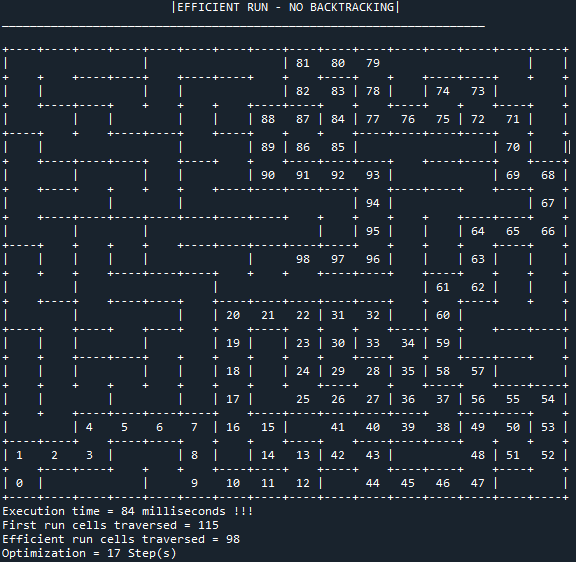 |EFFICIENT RUN - NO BACKTRACKING|
81 80 79
82 83 78 74 73
88 87 84 77 76 75 72 71
89 86 85 70
90 91 92 93 69 68
94 67
95 64 65 66
98 97 96 63
61 62
20 21 22 31 32 60
19 23 30 33 34 59
18 24 29 28 35 58 57
17 25 26 27 36 37 56 55 54
4 5 6 7 16 15 41 40 39 38 49 50 53
1 2 3 8 14 13 42 43 48 51 52
0 9 10 11 12 44 45 46 47
Execution time = 84 milliseconds !!!
First run cells traversed = 115
Efficient run cells traversed = 98
Optimization = 17 Step(s)